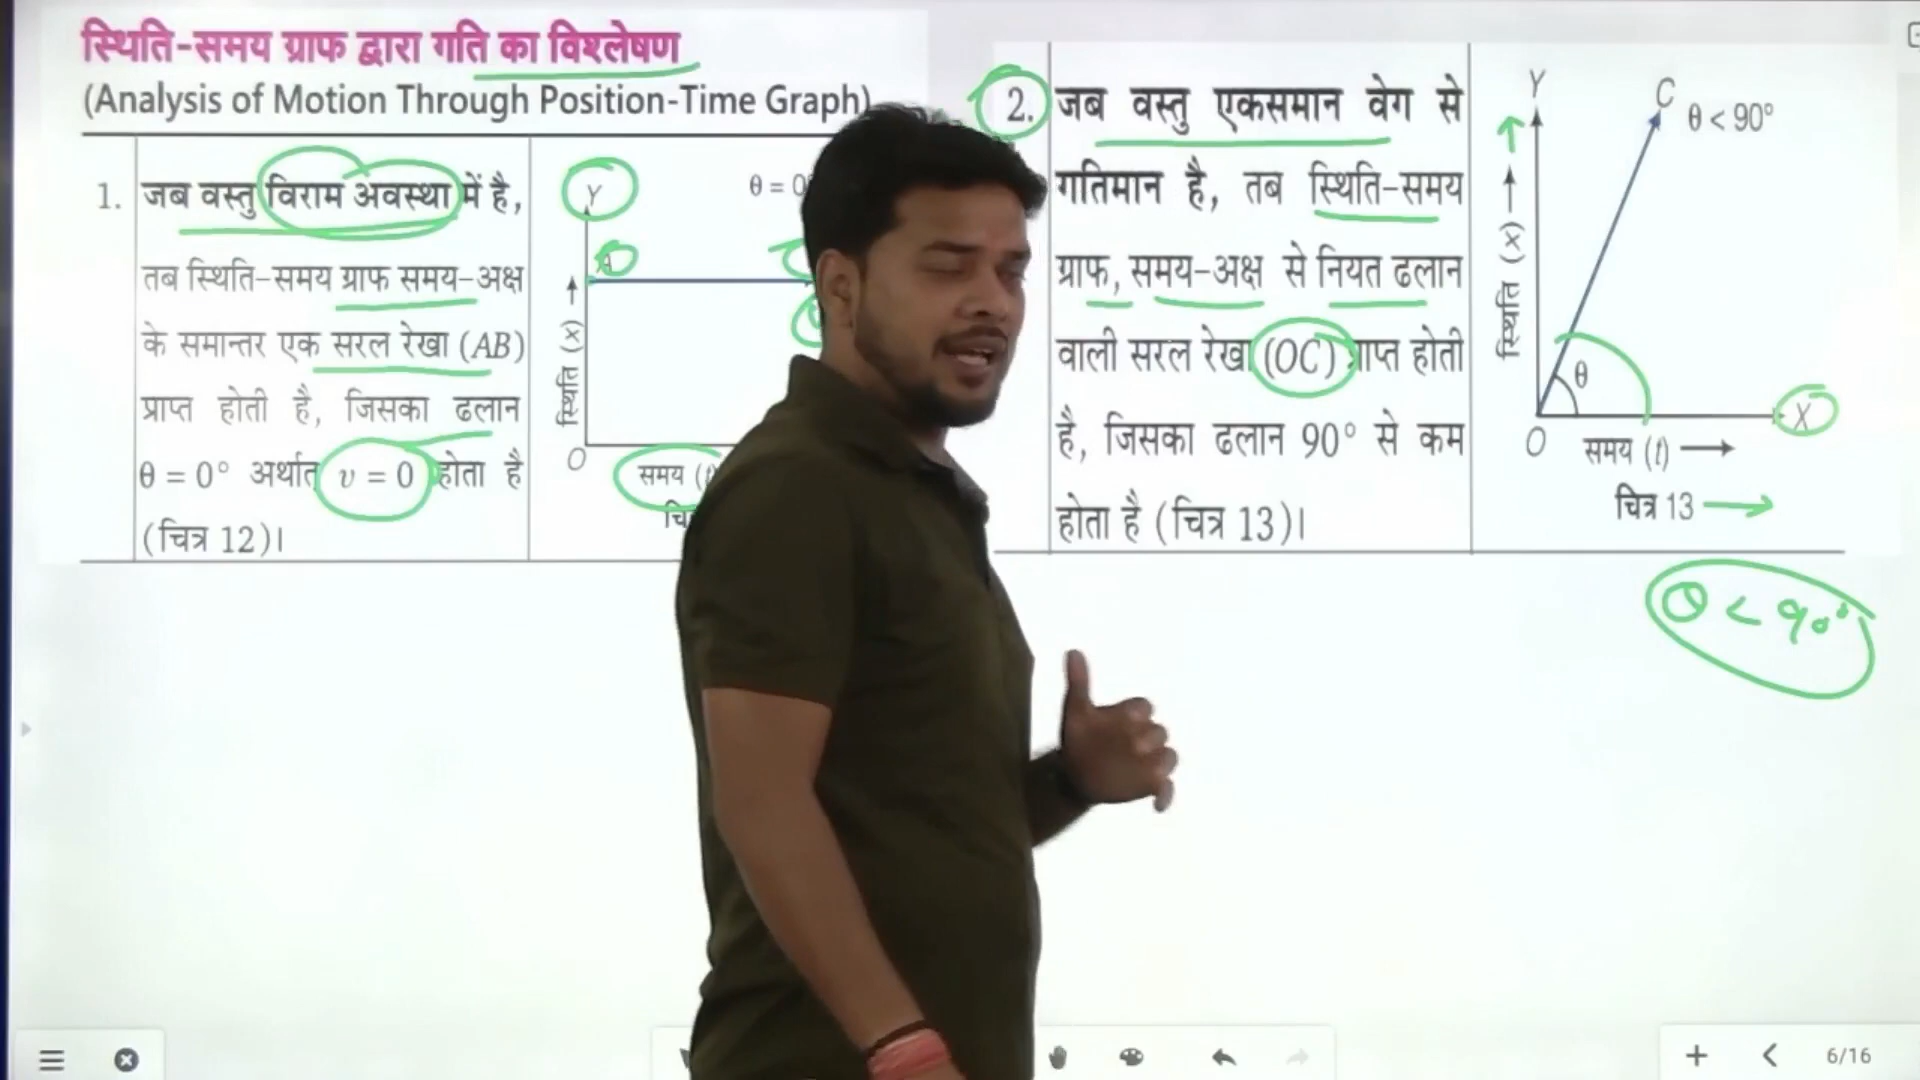 स्थिति-समय ग्राफ द्वारा गति का विश्लेषण
(Analysis of Motion Through Position-Time Graph)
1. जब वस्तु विराम अवस्था में है,
तब स्थिति-समय ग्राफ समय-अक्ष
के समान्तर एक सरल रेखा (AB)
प्राप्त होती है, जिसका ढलान
θ = 0° अर्थात् v = 0 होता है
(चित्र 12)।
Y
θ = 0
A
स्थिति (x)
O
समय (t
2. जब वस्तु एकसमान वेग से
गतिमान है, तब स्थिति-समय
ग्राफ, समय-अक्ष से नियत ढलान
वाली सरल रेखा (OC) प्राप्त होती
है, जिसका ढलान 90° से कम
होता है (चित्र 13)।
Y
C
θ < 90°
स्थिति (x)
θ
X
O
समय (t)
चित्र 13
θ < 90°
6/16